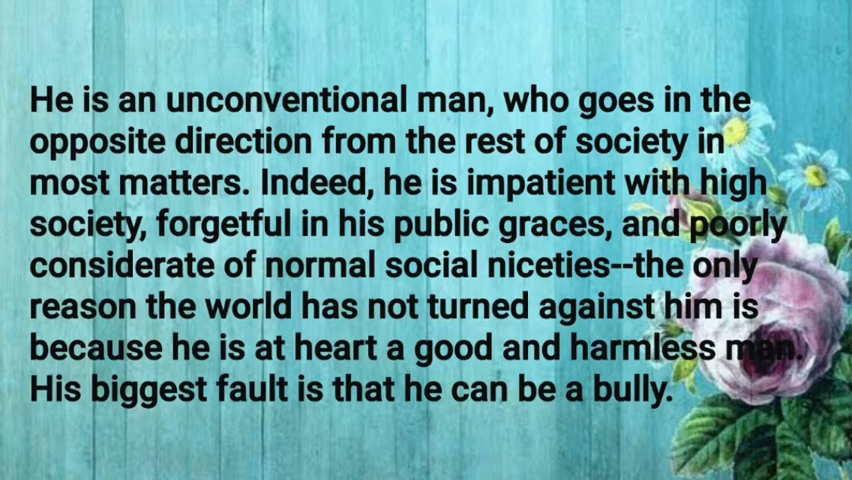 He is an unconventional man, who goes in the
opposite direction from the rest of society in
most matters. Indeed, he is impatient with high
society, forgetful in his public graces, and poorly
considerate of normal social niceties--the only
reason the world has not turned against him is
because he is at heart a good and harmless man.
His biggest fault is that he can be a bully.